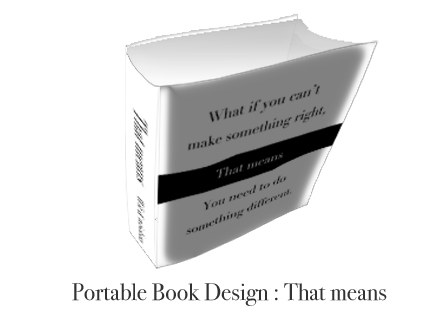 What if you can't
make something right,
That means
You need to do
something different.
That means
Portable Book Design : That means